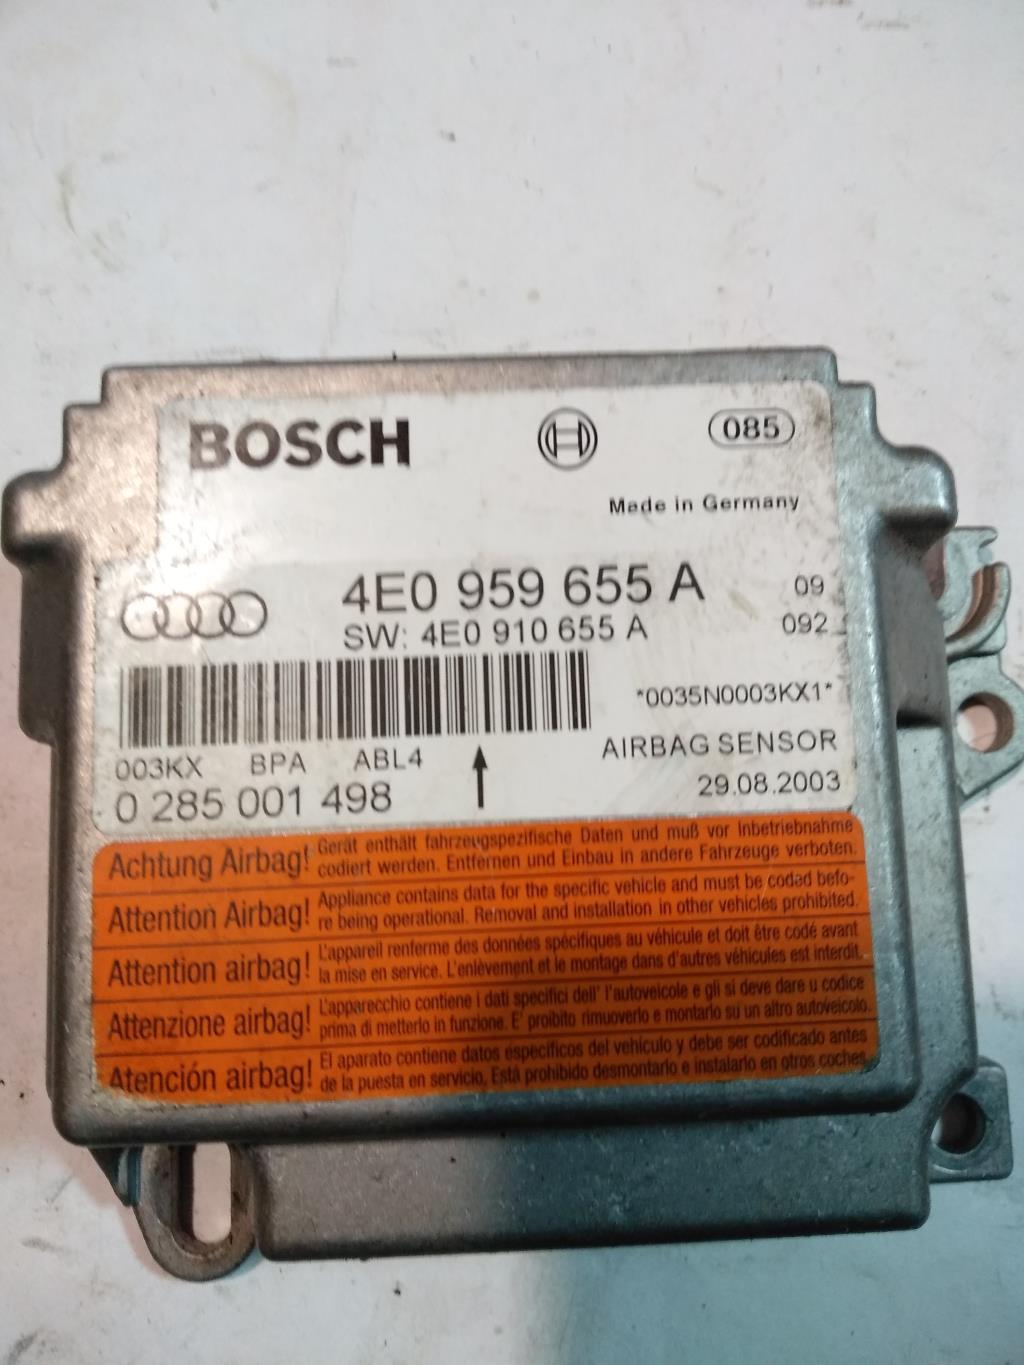 BOSCH
085
Made in Germany
4E0 959 655 A 09
SW: 4E0 910 655 A 092
*0035N0003KX1*
003KX BPA ABL4 AIRBAG SENSOR
0 285 001 498 29.08.2003
Achtung Airbag! Gerät enthält fahrzeugspezifische Daten und muß vor Inbetriebnahme
codiert werden. Entfernen und Einbau in andere Fahrzeuge verboten.
Attention Airbag! Appliance contains data for the specific vehicle and must be coded befo-
re being operational. Removal and installation in other vehicles prohibited.
Attention airbag! L'appareil renferme des données spécifiques au véhicule et doit être codé avant
la mise en service. L'enlèvement et le montage dans d'autres véhicules est interdit.
Attenzione airbag! L'apparecchio contiene i dati specifici dell' l'autoveicolo e gli si deve dare u codice
prima di metterlo in funzione. E' proibito rimuoverlo e montarlo su un altro autoveicolo.
Atención airbag! El aparato contiene datos específicos del vehículo y debe ser codificado antes
de la puesta en servicio. Está prohibido desmontarlo e instalarlo en otros coches